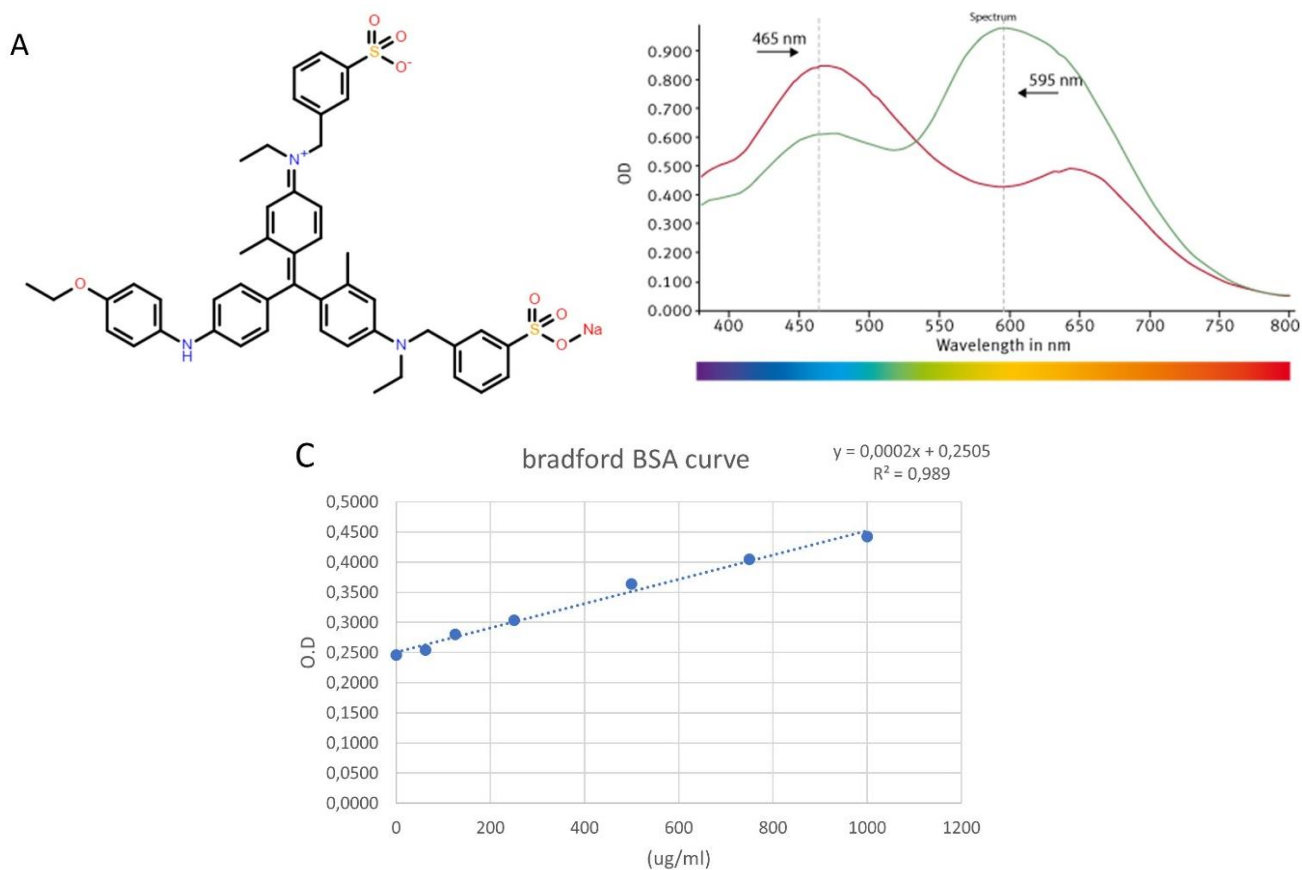 A
O
O
S
O-
N+
O
N
H
N
O
O
S
O
Na
Spectrum
465 nm
595 nm
OD
0.900
0.800
0.700
0.600
0.500
0.400
0.300
0.200
0.100
0.000
400 450 500 550 600 650 700 750 800
Wavelength in nm
C
bradford BSA curve
y = 0,0002x + 0,2505
R² = 0,989
O.D
0,5000
0,4500
0,4000
0,3500
0,3000
0,2500
0,2000
0,1500
0,1000
0,0500
0,0000
0 200 400 600 800 1000 1200
(ug/ml)